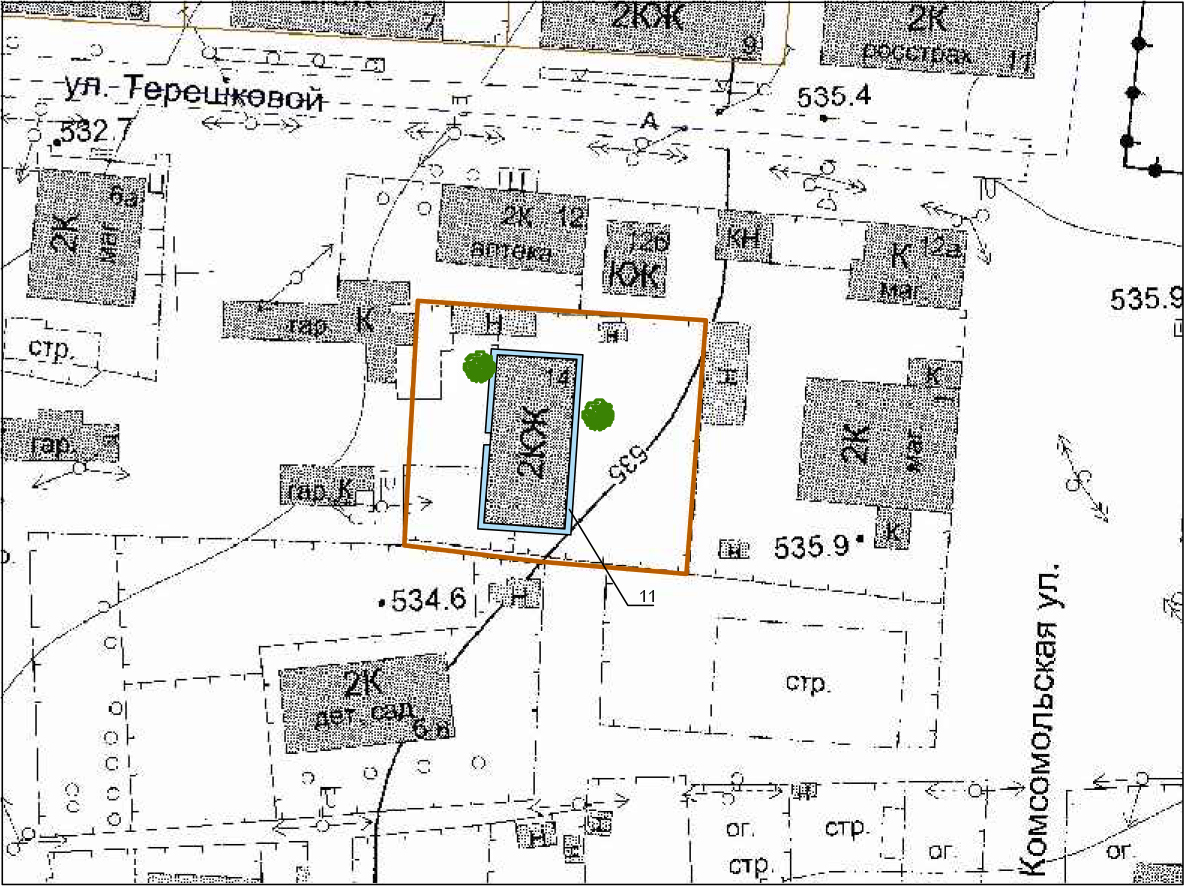 5
7
2КЖ
9
2К
росстрах 11
ул. Терешковой
535.4
А
532.7
6а
2К
маг.
Ц
2К 12
аптека
12б
ЮК
КН
К 12а
маг.
535.9
стр.
гар. К
Н
н
14
2КЖ
Н
К
2К
маг.
гар.
гар. К
535
К
н
535.9
11
534.6
Н
2К
дет. сад.
6 в
стр.
Комсомольская ул.
ог.
стр.
стр.
ог.
ог.
Н
Н
Н